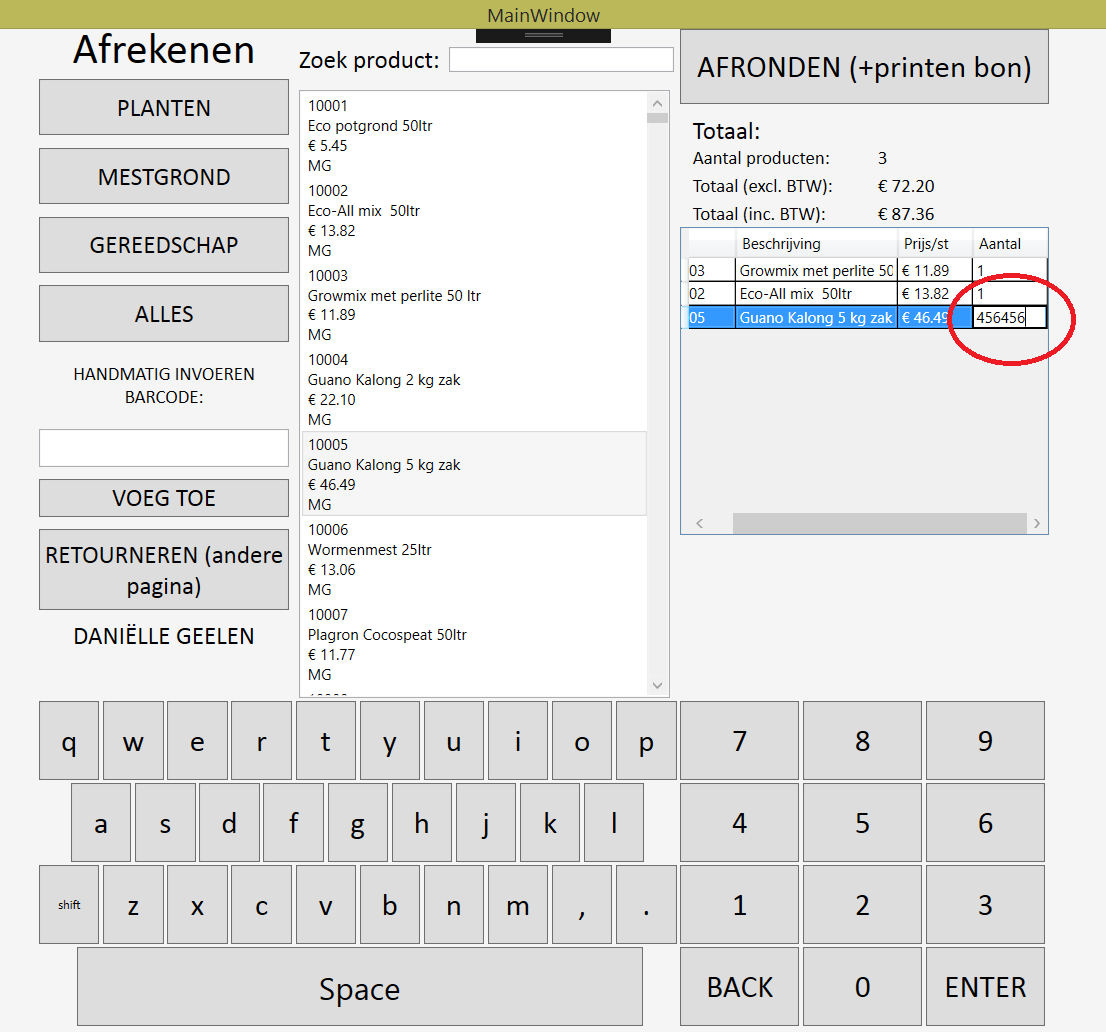 MainWindow
Afrekenen
PLANTEN
MESTGROND
GEREEDSCHAP
ALLES
HANDMATIG INVOEREN
BARCODE:
VOEG TOE
RETOURNEREN (andere
pagina)
DANIËLLE GEELEN
Zoek product:
10001
Eco potgrond 50ltr
€ 5.45
MG
10002
Eco-All mix  50ltr
€ 13.82
MG
10003
Growmix met perlite 50 ltr
€ 11.89
MG
10004
Guano Kalong 2 kg zak
€ 22.10
MG
10005
Guano Kalong 5 kg zak
€ 46.49
MG
10006
Wormenmest 25ltr
€ 13.06
MG
10007
Plagron Cocospeat 50ltr
€ 11.77
MG
AFRONDEN (+printen bon)
Totaal:
Aantal producten: 3
Totaal (excl. BTW): € 72.20
Totaal (inc. BTW): € 87.36
Beschrijving Prijs/st Aantal
03 Growmix met perlite 50 € 11.89 1
02 Eco-All mix  50ltr € 13.82 1
05 Guano Kalong 5 kg zak € 46.49 456456
q w e r t y u i o p 7 8 9
a s d f g h j k l 4 5 6
shift z x c v b n m , . 1 2 3
Space BACK 0 ENTER